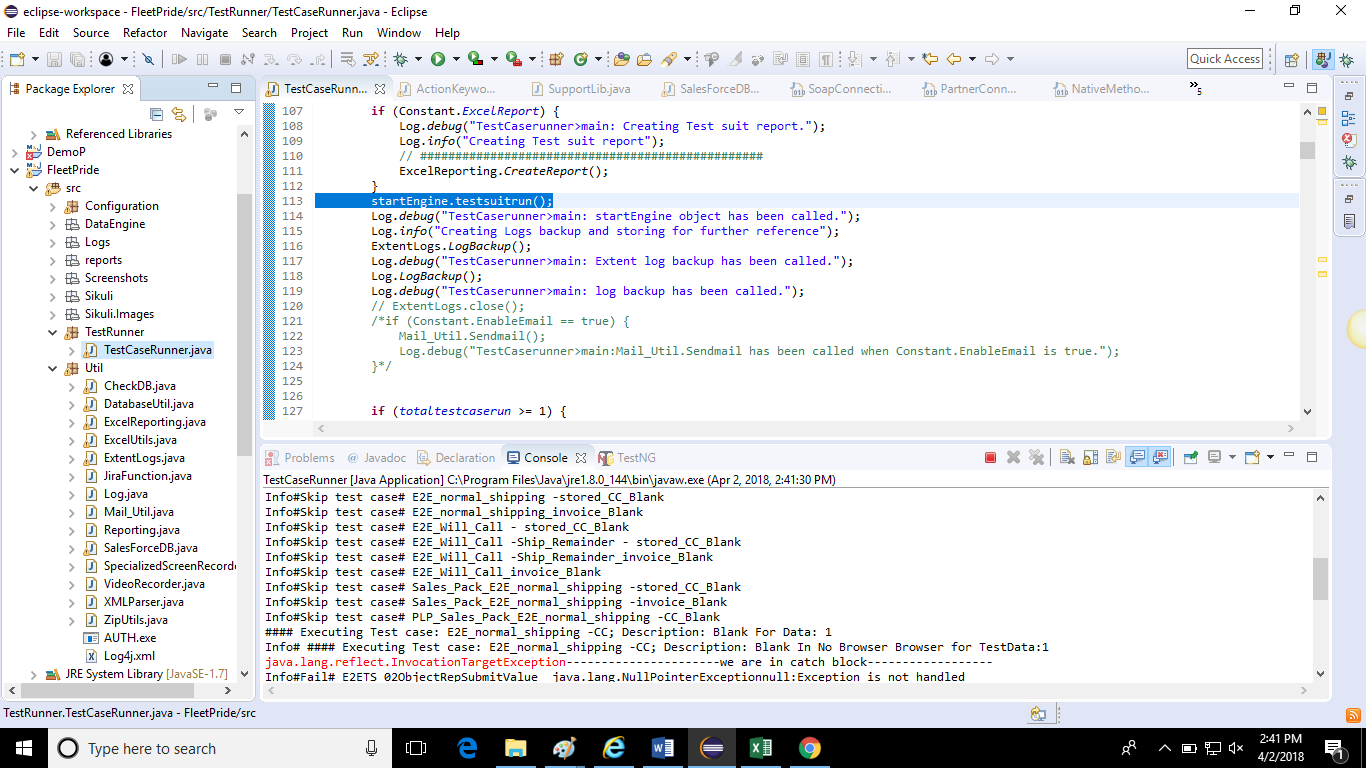 eclipse-workspace - FleetPride/src/TestRunner/TestCaseRunner.java - Eclipse
File Edit Source Refactor Navigate Search Project Run Window Help
Quick Access
Package Explorer
Referenced Libraries
DemoP
FleetPride
src
Configuration
DataEngine
Logs
reports
Screenshots
Sikuli
Sikuli.Images
TestRunner
TestCaseRunner.java
Util
CheckDB.java
DatabaseUtil.java
ExcelReporting.java
ExcelUtils.java
ExtentLogs.java
JiraFunction.java
Log.java
Mail_Util.java
Reporting.java
SalesForceDB.java
SpecializedScreenRecorde
VideoRecorder.java
XMLParser.java
ZipUtils.java
AUTH.exe
Log4j.xml
JRE System Library [JavaSE-1.7]
TestCaseRunn... ActionKeywo... SupportLib.java SalesForceDB... SoapConnecti... PartnerConn... NativeMetho... »5
107 if (Constant.ExcelReport) {
108 Log.debug("TestCaserunner>main: Creating Test suit report.");
109 Log.info("Creating Test suit report");
110 // #################################################
111 ExcelReporting.CreateReport();
112 }
113 startEngine.testsuitrun();
114 Log.debug("TestCaserunner>main: startEngine object has been called.");
115 Log.info("Creating Logs backup and storing for further reference");
116 ExtentLogs.LogBackup();
117 Log.debug("TestCaserunner>main: Extent log backup has been called.");
118 Log.LogBackup();
119 Log.debug("TestCaserunner>main: log backup has been called.");
120 // ExtentLogs.close();
121 /*if (Constant.EnableEmail == true) {
122 Mail_Util.Sendmail();
123 Log.debug("TestCaserunner>main:Mail_Util.Sendmail has been called when Constant.EnableEmail is true.");
124 }*/
125
126
127 if (totaltestcaserun >= 1) {
Problems @ Javadoc Declaration Console TestNG
TestCaseRunner [Java Application] C:\Program Files\Java\jre1.8.0_144\bin\javaw.exe (Apr 2, 2018, 2:41:30 PM)
Info#Skip test case# E2E_normal_shipping -stored_CC_Blank
Info#Skip test case# E2E_normal_shipping_invoice_Blank
Info#Skip test case# E2E_Will_Call - stored_CC_Blank
Info#Skip test case# E2E_Will_Call -Ship_Remainder - stored_CC_Blank
Info#Skip test case# E2E_Will_Call -Ship_Remainder_invoice_Blank
Info#Skip test case# E2E_Will_Call_invoice_Blank
Info#Skip test case# Sales_Pack_E2E_normal_shipping -stored_CC_Blank
Info#Skip test case# Sales_Pack_E2E_normal_shipping -invoice_Blank
Info#Skip test case# PLP_Sales_Pack_E2E_normal_shipping -CC_Blank
#### Executing Test case: E2E_normal_shipping -CC; Description: Blank For Data: 1
Info# #### Executing Test case: E2E_normal_shipping -CC; Description: Blank In No Browser Browser for TestData:1
java.lang.reflect.InvocationTargetException----------------------we are in catch block------------------
Info#Fail# E2ETS_02ObjectRepSubmitValue java.lang.NullPointerExceptionnull:Exception is not handled
TestRunner.TestCaseRunner.java - FleetPride/src
Type here to search
2:41 PM
4/2/2018
1